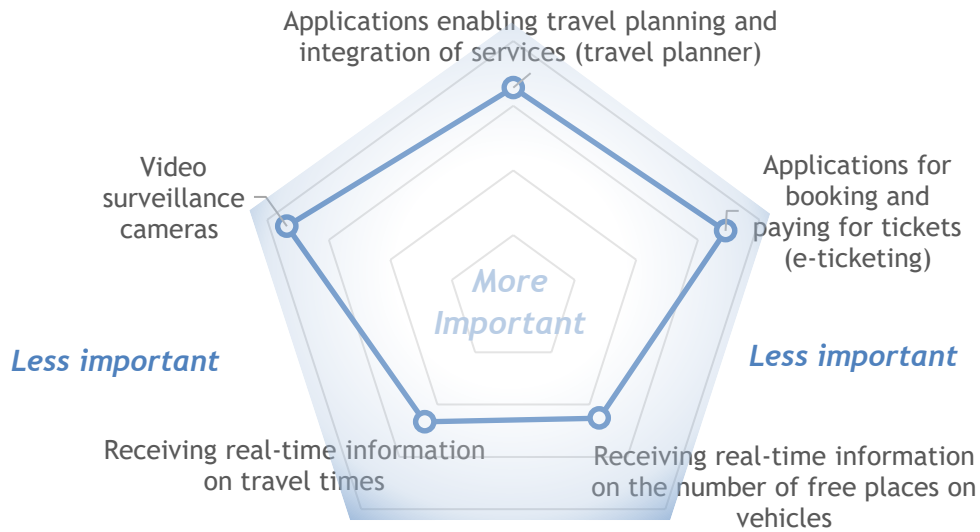 Applications enabling travel planning and
integration of services (travel planner)
Video
surveillance
cameras
Applications for
booking and
paying for tickets
(e-ticketing)
More
Important
Less important
Less important
Receiving real-time information
on travel times
Receiving real-time information
on the number of free places on
vehicles